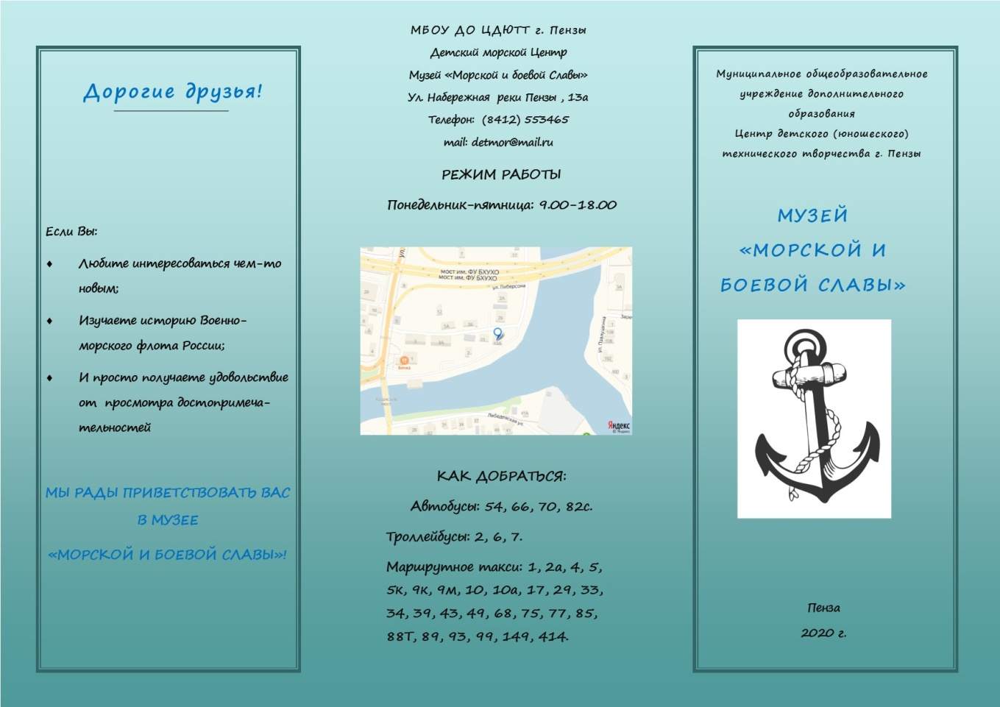 Дорогие друзья!
Если Вы:
♦ Любите интересоваться чем-то
новым;
♦ Изучаете историю Военно-
морского флота России;
♦ И просто получаете удовольствие
от просмотра достопримеча-
тельностей
МЫ РАДЫ ПРИВЕТСТВОВАТЬ ВАС
В МУЗЕЕ
«МОРСКОЙ И БОЕВОЙ СЛАВЫ»!
МБОУ ДО ЦДЮТТ г. Пензы
Детский морской Центр
Музей «Морской и боевой Славы»
Ул. Набережная реки Пензы , 13а
Телефон: (8412) 553465
mail: detmor@mail.ru
РЕЖИМ РАБОТЫ
Понедельник-пятница: 9.00-18.00
ул.
мост им. ФУ БХУХО
мост им. ФУ БХУХО
ул. Либерсона
ул. Павлушкина
Бочка
Казанский
мост
Лебедевская ул.
Яндекс
© Яндекс
КАК ДОБРАТЬСЯ:
Автобусы: 54, 66, 70, 82с.
Троллейбусы: 2, 6, 7.
Маршрутное такси: 1, 2а, 4, 5,
5к, 9к, 9м, 10, 10а, 17, 29, 33,
34, 39, 43, 49, 68, 75, 77, 85,
88Т, 89, 93, 99, 149, 414.
Муниципальное общеобразовательное
учреждение дополнительного
образования
Центр детского (юношеского)
технического творчества г. Пензы
МУЗЕЙ
«МОРСКОЙ И
БОЕВОЙ СЛАВЫ»
Пенза
2020 г.